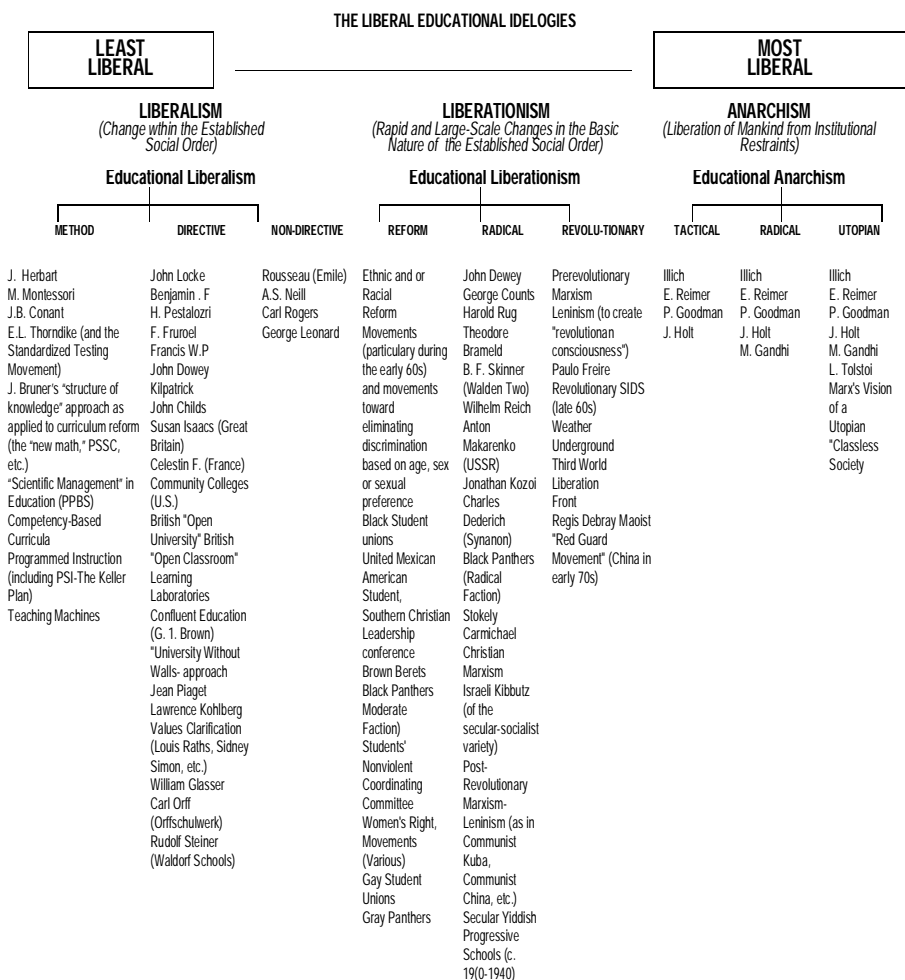 THE LIBERAL EDUCATIONAL IDELOGIES
LEAST
LIBERAL
MOST
LIBERAL
LIBERALISM
(Change wthin the Established
Social Order)
LIBERATIONISM
(Rapid and Large-Scale Changes in the Basic
Nature of the Established Social Order)
ANARCHISM
(Liberation of Mankind from Institutional
Restraints)
Educational Liberalism
Educational Liberationism
Educational Anarchism
METHOD
DIRECTIVE
NON-DIRECTIVE
REFORM
RADICAL
REVOLU-TIONARY
TACTICAL
RADICAL
UTOPIAN
J. Herbart
M. Montessori
J.B. Conant
E.L. Thorndike (and the
Standardized Testing
Movement)
J. Bruner's "structure of
knowledge" approach as
applied to curriculum reform
(the "new math," PSSC,
etc.)
"Scientific Management" in
Education (PPBS)
Competency-Based
Curricula
Programmed Instruction
(including PSI-The Keller
Plan)
Teaching Machines
John Locke
Benjamin . F
H. Pestalozri
F. Fruroel
Francis W.P
John Dowey
Kilpatrick
John Childs
Susan Isaacs (Great
Britain)
Celestin F. (France)
Community Colleges
(U.S.)
British "Open
University" British
"Open Classroom"
Learning
Laboratories
Confluent Education
(G. 1. Brown)
"University Without
Walls- approach
Jean Piaget
Lawrence Kohlberg
Values Clarification
(Louis Raths, Sidney
Simon, etc.)
William Glasser
Carl Orff
(Orffschulwerk)
Rudolf Steiner
(Waldorf Schools)
Rousseau (Emile)
A.S. Neill
Carl Rogers
George Leonard
Ethnic and or
Racial
Reform
Movements
(particulary during
the early 60s)
and movements
toward
eliminating
discrimination
based on age, sex
or sexual
preference
Black Student
unions
United Mexican
American
Student,
Southern Christian
Leadership
conference
Brown Berets
Black Panthers
Moderate
Faction)
Students'
Nonviolent
Coordinating
Committee
Women's Right,
Movements
(Various)
Gay Student
Unions
Gray Panthers
John Dewey
George Counts
Harold Rug
Theodore
Brameld
B. F. Skinner
(Walden Two)
Wilhelm Reich
Anton
Makarenko
(USSR)
Jonathan Kozoi
Charles
Dederich
(Synanon)
Black Panthers
(Radical
Faction)
Stokely
Carmichael
Christian
Marxism
Israeli Kibbutz
(of the
secular-socialist
variety)
Post-
Revolutionary
Marxism-
Leninism (as in
Communist
Kuba,
Communist
China, etc.)
Secular Yiddish
Progressive
Schools (c.
19(0-1940)
Prerevolutionary
Marxism
Leninism (to create
"revolutionan
consciousness")
Paulo Freire
Revolutionary SIDS
(late 60s)
Weather
Underground
Third World
Liberation
Front
Regis Debray Maoist
"Red Guard
Movement" (China in
early 70s)
Illich
E. Reimer
P. Goodman
J. Holt
Illich
E. Reimer
P. Goodman
J. Holt
M. Gandhi
Illich
E. Reimer
P. Goodman
J. Holt
M. Gandhi
L. Tolstoi
Marx's Vision
of a
Utopian
"Classless
Society